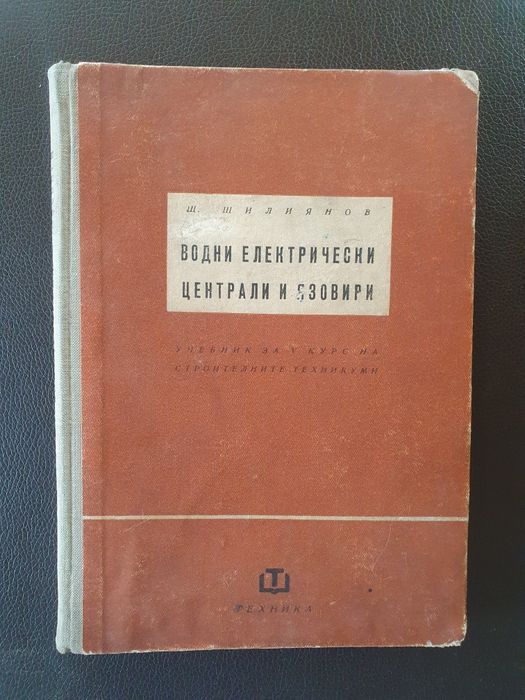 Щ. ШИЛИЯНОВ
ВОДНИ ЕЛЕКТРИЧЕСКИ
ЦЕНТРАЛИ И ЯЗОВИРИ
УЧЕБНИК ЗА V КУРС НА
СТРОИТЕЛНИТЕ ТЕХНИКУМИ
Т
ТЕХНИКА